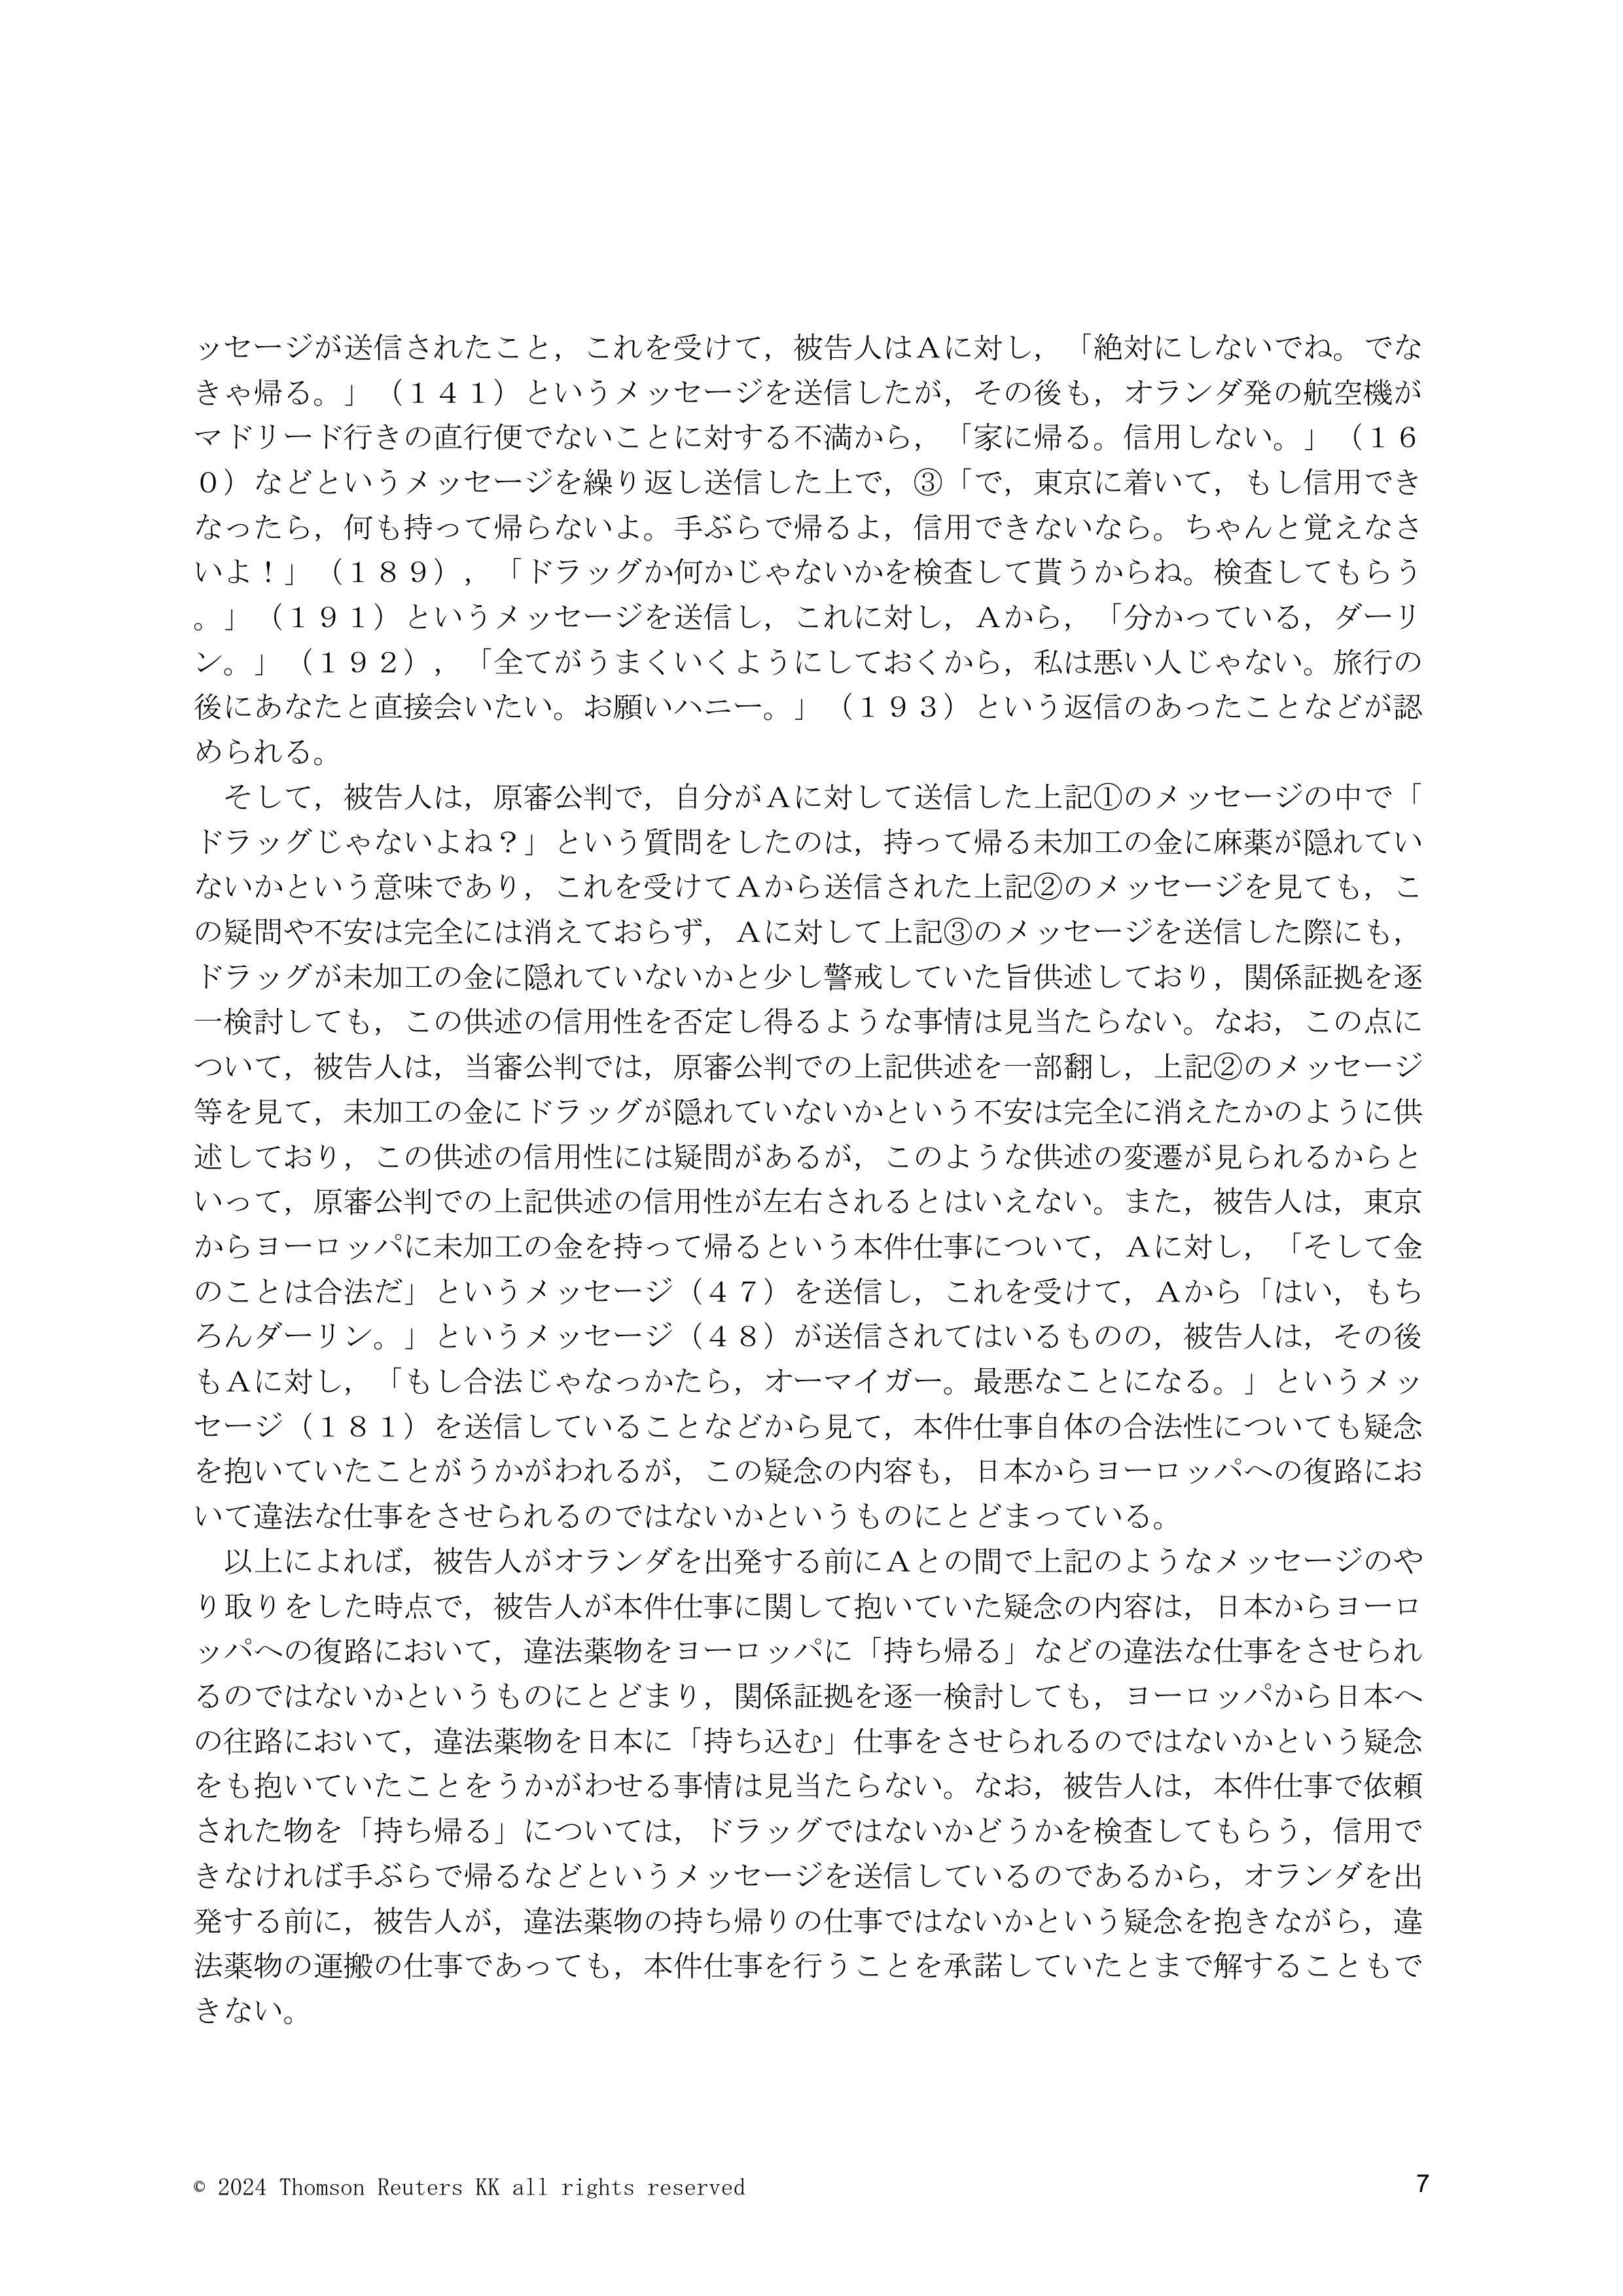 ッセージが送信されたこと，これを受けて，被告人はＡに対し，「絶対にしないでね。でな
きゃ帰る。」（１４１）というメッセージを送信したが，その後も，オランダ発の航空機が
マドリード行きの直行便でないことに対する不満から，「家に帰る。信用しない。」（１６
０）などというメッセージを繰り返し送信した上で，③「で，東京に着いて，もし信用でき
なったら，何も持って帰らないよ。手ぶらで帰るよ，信用できないなら。ちゃんと覚えなさ
いよ！」（１８９），「ドラッグか何かじゃないかを検査して貰うからね。検査してもらう
。」（１９１）というメッセージを送信し，これに対し，Ａから，「分かっている，ダーリ
ン。」（１９２），「全てがうまくいくようにしておくから，私は悪い人じゃない。旅行の
後にあなたと直接会いたい。お願いハニー。」（１９３）という返信のあったことなどが認
められる。
　そして，被告人は，原審公判で，自分がＡに対して送信した上記①のメッセージの中で「
ドラッグじゃないよね？」という質問をしたのは，持って帰る未加工の金に麻薬が隠れてい
ないかという意味であり，これを受けてＡから送信された上記②のメッセージを見ても，こ
の疑問や不安は完全には消えておらず，Ａに対して上記③のメッセージを送信した際にも，
ドラッグが未加工の金に隠れていないかと少し警戒していた旨供述しており，関係証拠を逐
一検討しても，この供述の信用性を否定し得るような事情は見当たらない。なお，この点に
ついて，被告人は，当審公判では，原審公判での上記供述を一部翻し，上記②のメッセージ
等を見て，未加工の金にドラッグが隠れていないかという不安は完全に消えたかのように供
述しており，この供述の信用性には疑問があるが，このような供述の変遷が見られるからと
いって，原審公判での上記供述の信用性が左右されるとはいえない。また，被告人は，東京
からヨーロッパに未加工の金を持って帰るという本件仕事について，Ａに対し，「そして金
のことは合法だ」というメッセージ（４７）を送信し，これを受けて，Ａから「はい，もち
ろんダーリン。」というメッセージ（４８）が送信されてはいるものの，被告人は，その後
もＡに対し，「もし合法じゃなっかたら，オーマイガー。最悪なことになる。」というメッ
セージ（１８１）を送信していることなどから見て，本件仕事自体の合法性についても疑念
を抱いていたことがうかがわれるが，この疑念の内容も，日本からヨーロッパへの復路にお
いて違法な仕事をさせられるのではないかというものにとどまっている。
　以上によれば，被告人がオランダを出発する前にＡとの間で上記のようなメッセージのや
り取りをした時点で，被告人が本件仕事に関して抱いていた疑念の内容は，日本からヨーロ
ッパへの復路において，違法薬物をヨーロッパに「持ち帰る」などの違法な仕事をさせられ
るのではないかというものにとどまり，関係証拠を逐一検討しても，ヨーロッパから日本へ
の往路において，違法薬物を日本に「持ち込む」仕事をさせられるのではないかという疑念
をも抱いていたことをうかがわせる事情は見当たらない。なお，被告人は，本件仕事で依頼
された物を「持ち帰る」については，ドラッグではないかどうかを検査してもらう，信用で
きなければ手ぶらで帰るなどというメッセージを送信しているのであるから，オランダを出
発する前に，被告人が，違法薬物の持ち帰りの仕事ではないかという疑念を抱きながら，違
法薬物の運搬の仕事であっても，本件仕事を行うことを承諾していたとまで解することもで
きない。
© 2024 Thomson Reuters KK all rights reserved
7